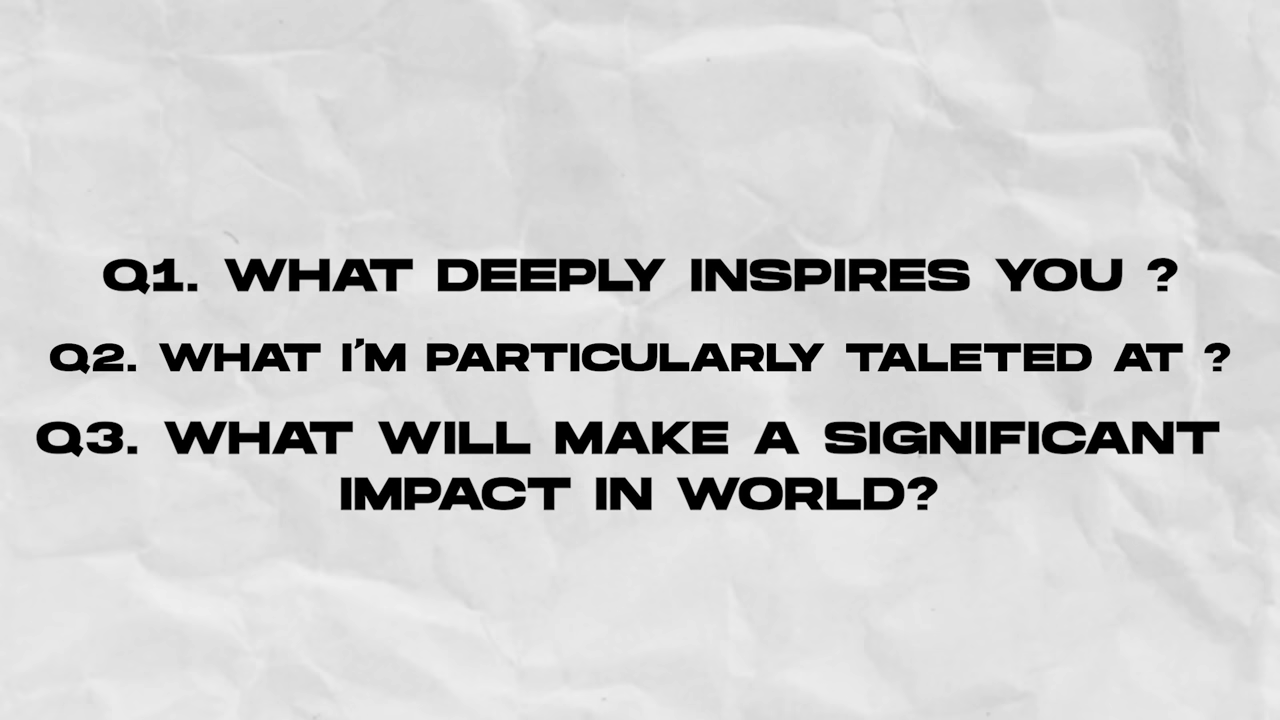 Q1. WHAT DEEPLY INSPIRES YOU ?
Q2. WHAT I'M PARTICULARLY TALETED AT ?
Q3. WHAT WILL MAKE A SIGNIFICANT
IMPACT IN WORLD?